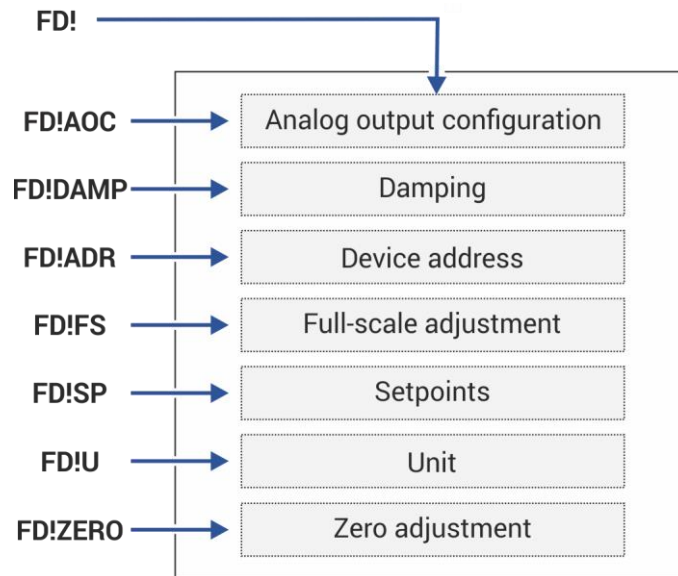 FD!
FD!AOC Analog output configuration
FD!DAMP Damping
FD!ADR Device address
FD!FS Full-scale adjustment
FD!SP Setpoints
FD!U Unit
FD!ZERO Zero adjustment